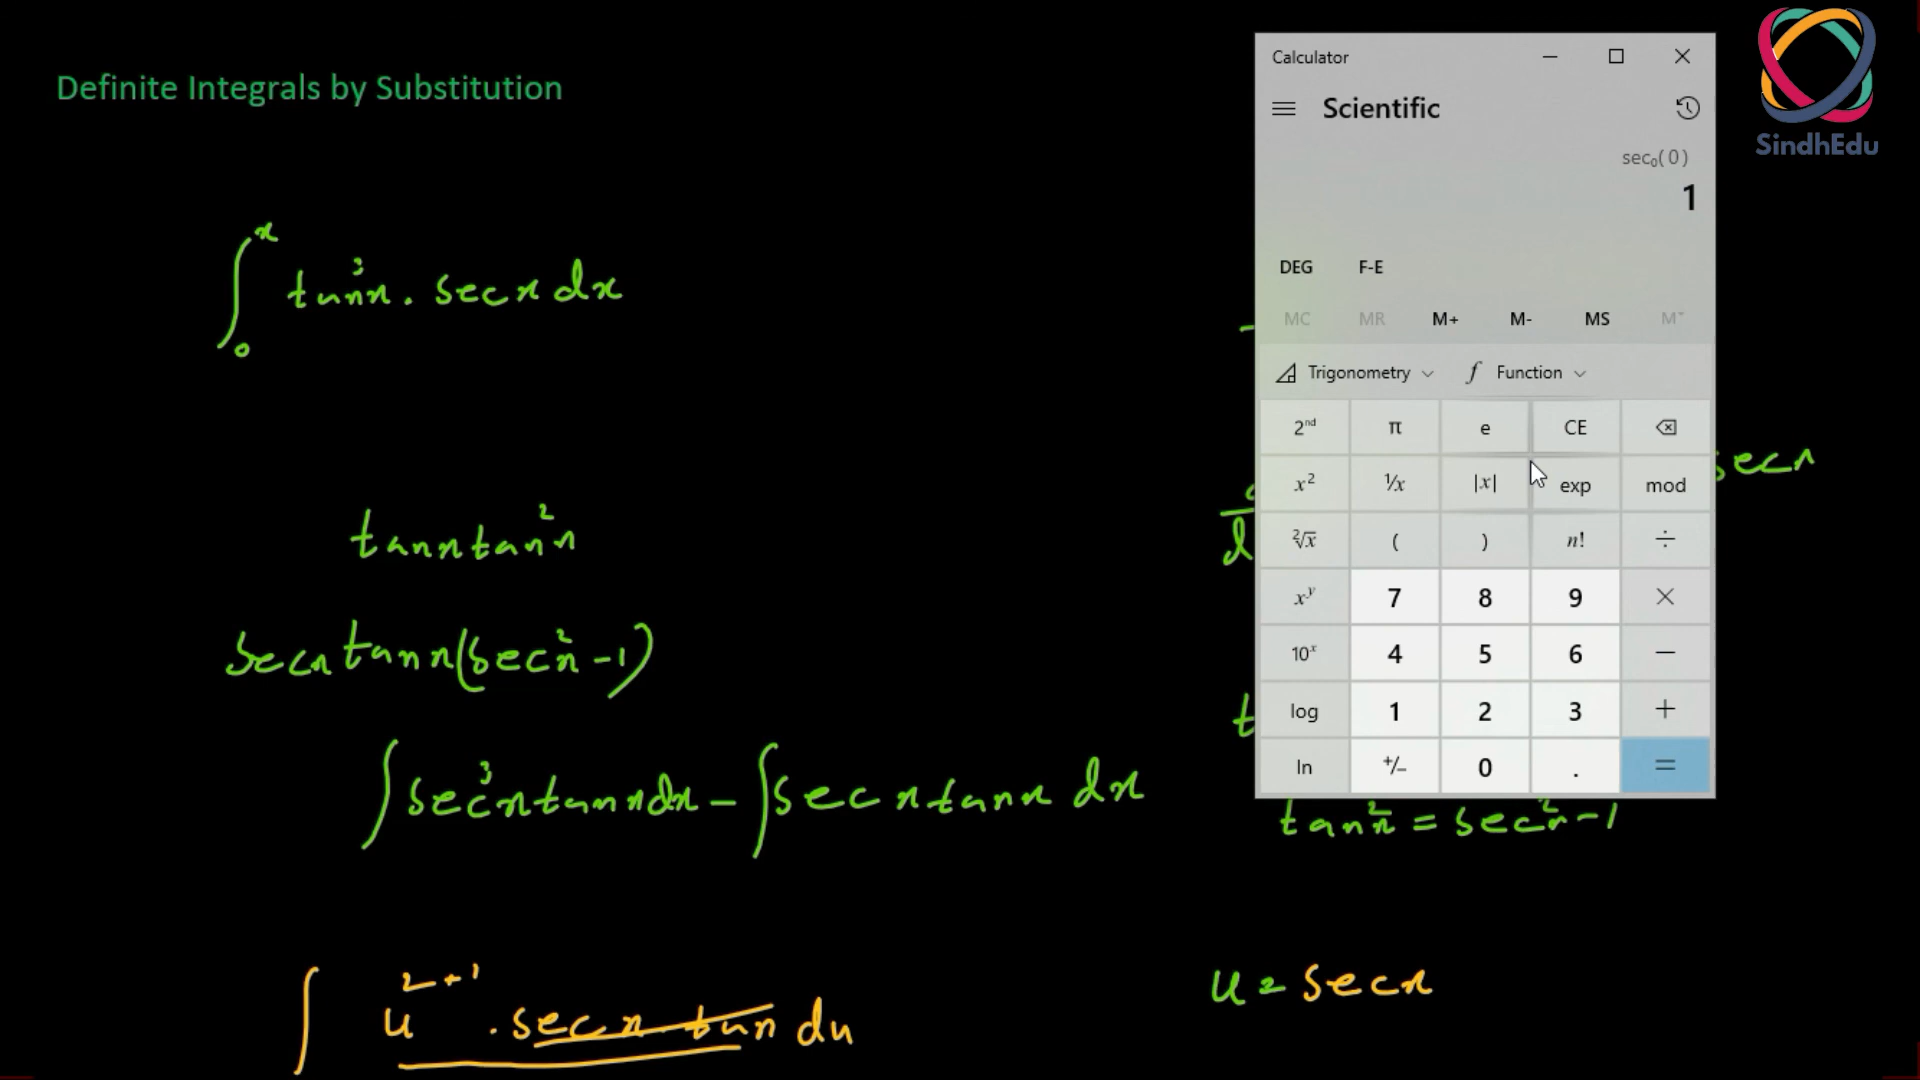 Definite Integrals by Substitution
SindhEdu
∫₀ˣ tan³x . secx dx
tanx tan²x
secx tanx (sec²x -1)
∫ sec³x tanx dx - ∫ secx tanx dx
∫ u²⁺¹ . secx tanx du
Calculator
Scientific
sec₀( 0 )
1
DEG F-E
MC MR M+ M- MS M˅
Trigonometry Function
2ⁿᵈ π e CE
x² ¹/x |x| exp mod
²√x ( ) n! ÷
xʸ 7 8 9 ×
10ˣ 4 5 6 −
log 1 2 3 +
ln +/− 0 . =
secx
tan²x = sec²x -1
u = secx